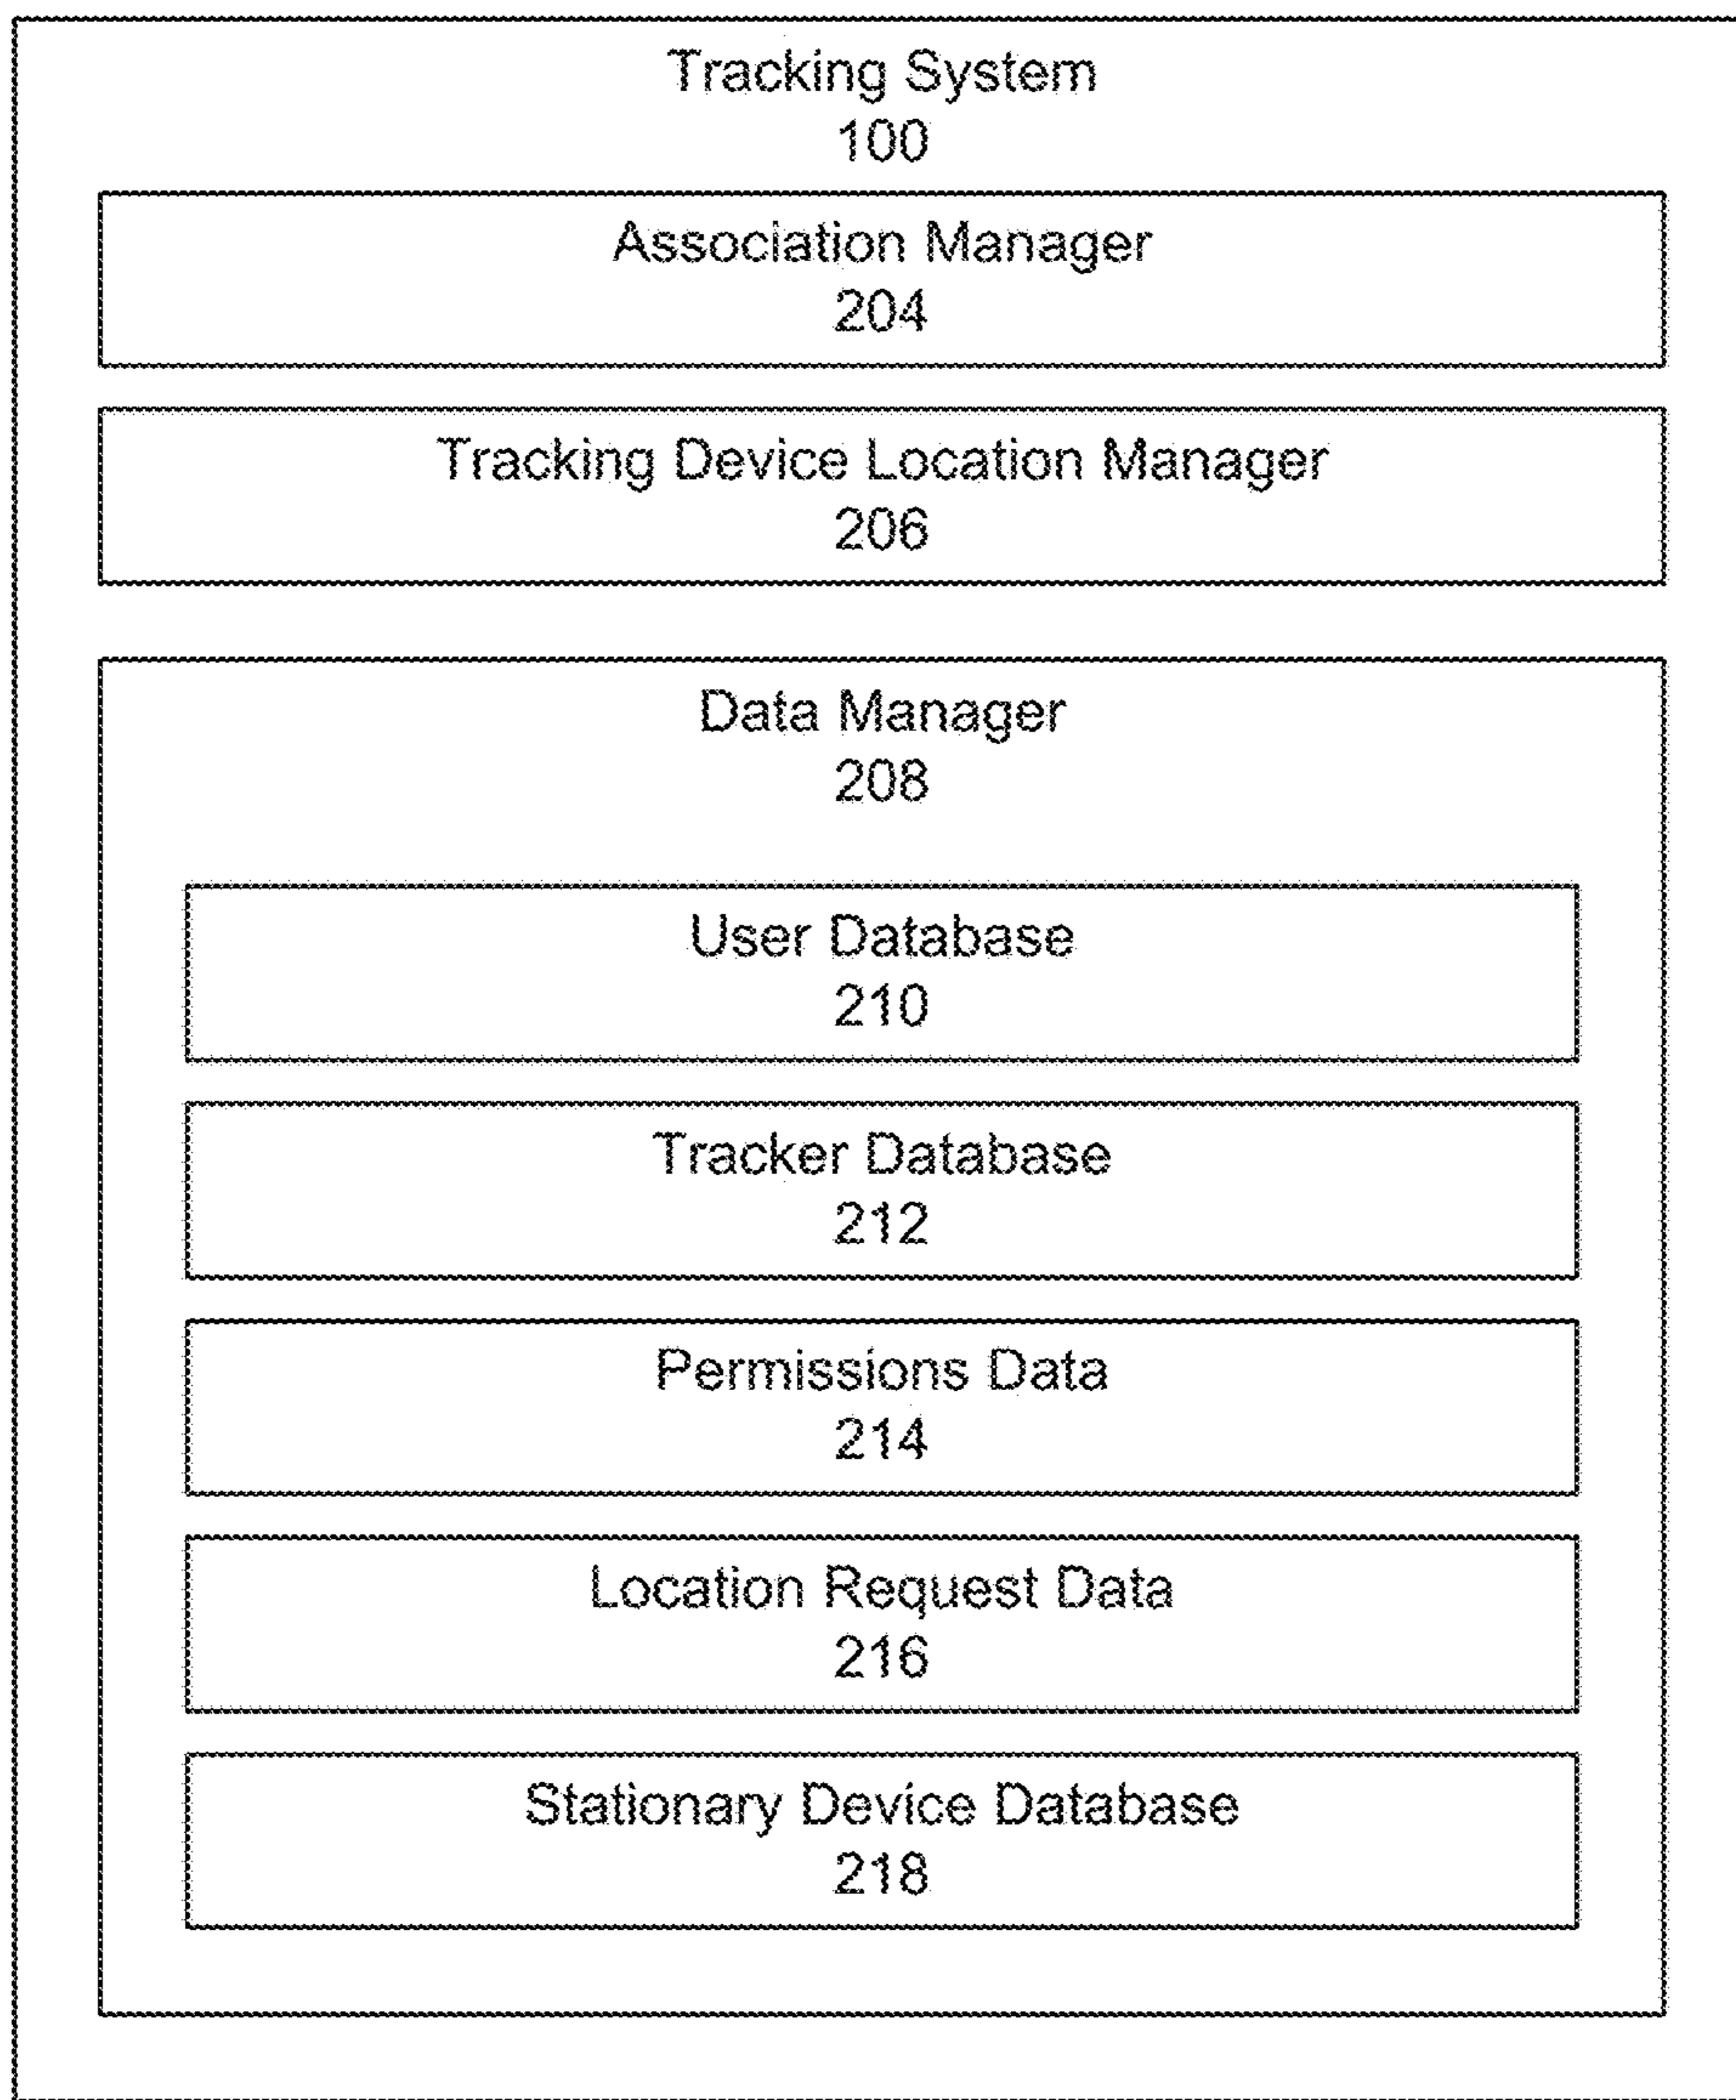 Tracking System
100
Association Manager
204
Tracking Device Location Manager
206
Data Manager
208
User Database
210
Tracker Database
212
Permissions Data
214
Location Request Data
216
Stationary Device Database
218